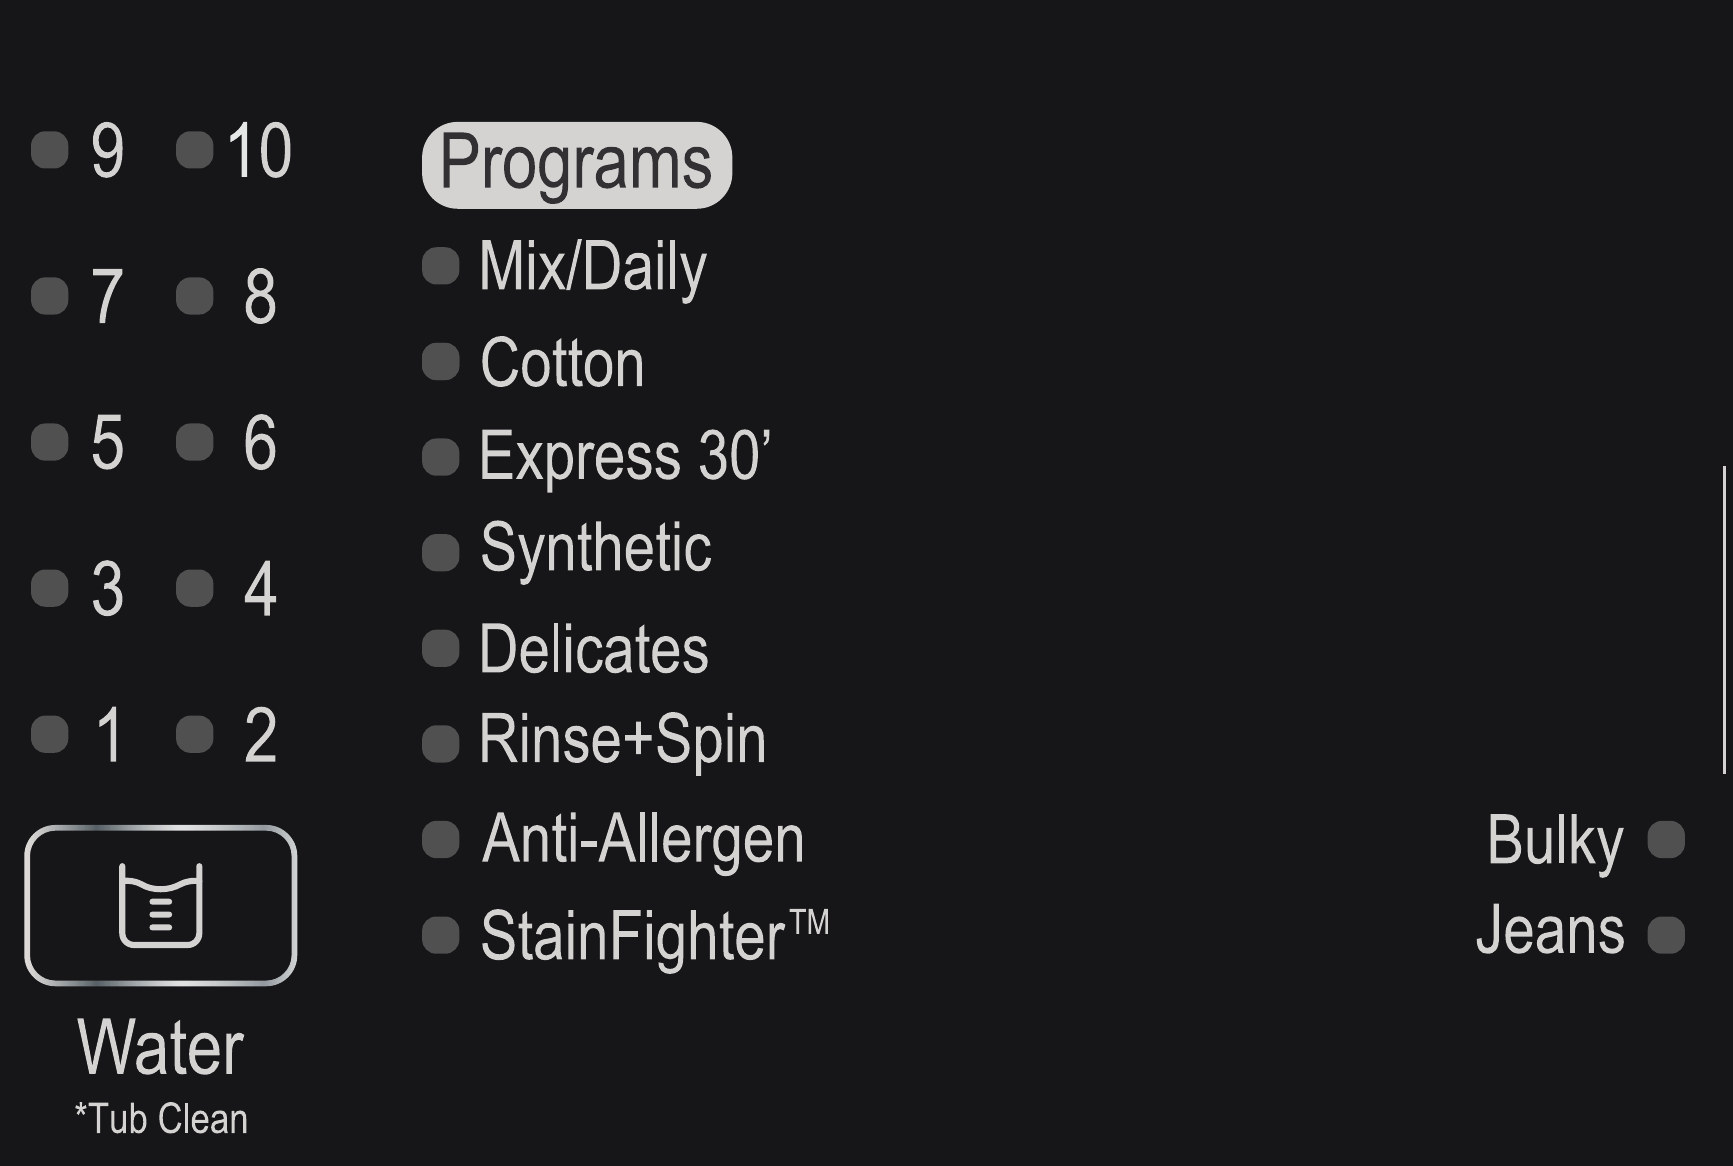 9 10
7 8
5 6
3 4
1 2
Water
*Tub Clean
Programs
Mix/Daily
Cotton
Express 30’
Synthetic
Delicates
Rinse+Spin
Anti-Allergen
StainFighter™
Bulky
Jeans